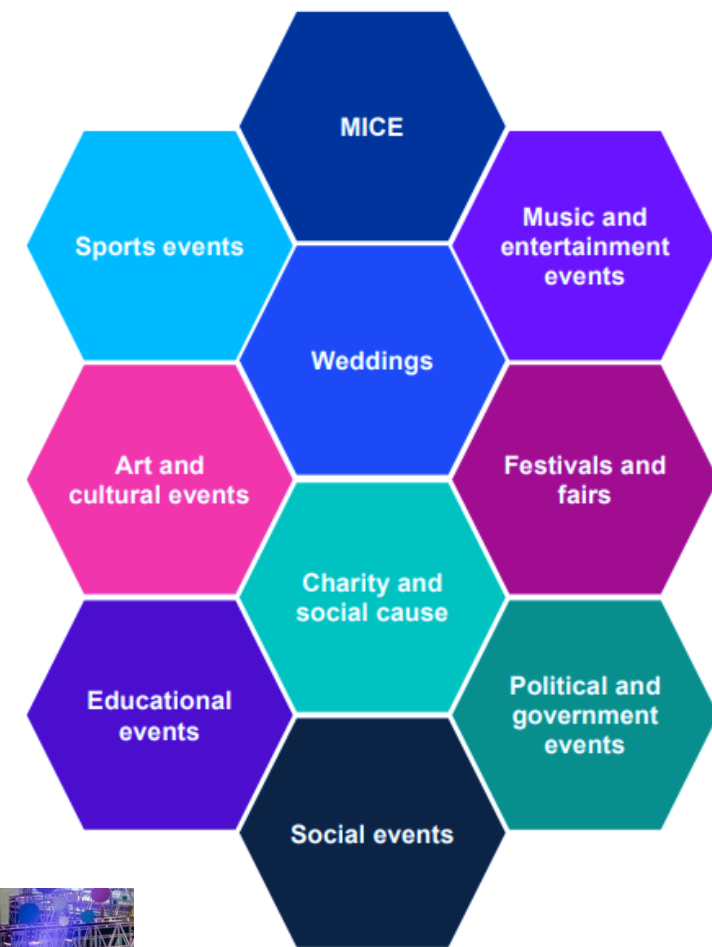 MICE
Sports events
Music and
entertainment
events
Weddings
Art and
cultural events
Festivals and
fairs
Charity and
social cause
Educational
events
Political and
government
events
Social events